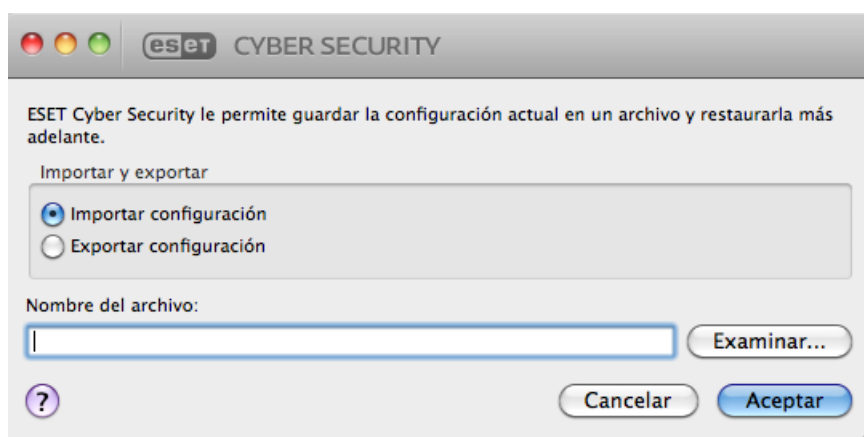 eseT CYBER SECURITY
ESET Cyber Security le permite guardar la configuración actual en un archivo y restaurarla más
adelante.
Importar y exportar
Importar configuración
Exportar configuración
Nombre del archivo:
Examinar...
?
Cancelar
Aceptar